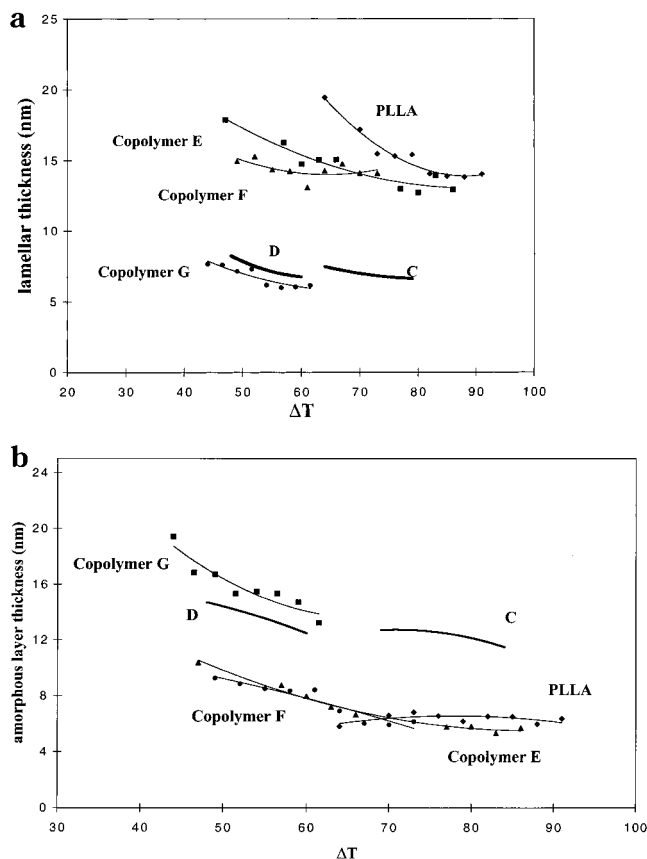 a
25
20
15
10
5
0
lamellar thickness (nm)
PLLA
Copolymer E
Copolymer F
D
Copolymer G
C
20 30 40 50 60 70 80 90 100
ΔT
b
24
20
16
12
8
4
0
amorphous layer thickness (nm)
Copolymer G
D
C
PLLA
Copolymer F
Copolymer E
30 40 50 60 70 80 90 100
ΔT